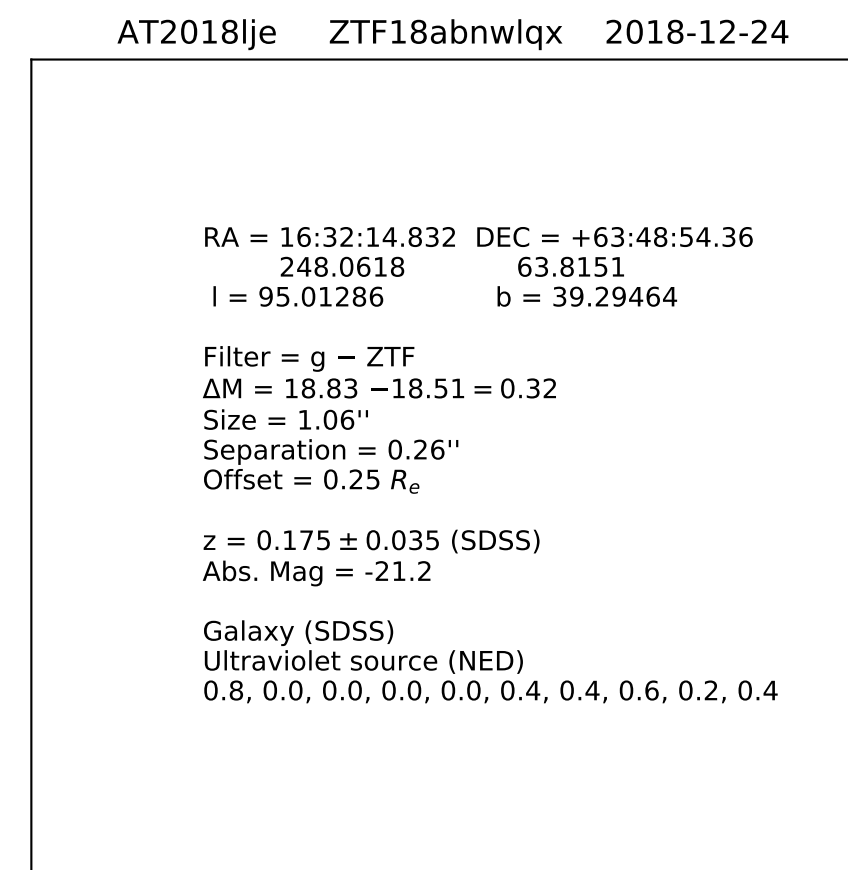 AT2018lje ZTF18abnwlqx 2018-12-24
RA = 16:32:14.832 DEC = +63:48:54.36
248.0618 63.8151
l = 95.01286 b = 39.29464
Filter = g − ZTF
ΔM = 18.83 −18.51 = 0.32
Size = 1.06''
Separation = 0.26''
Offset = 0.25 Re
z = 0.175 ± 0.035 (SDSS)
Abs. Mag = -21.2
Galaxy (SDSS)
Ultraviolet source (NED)
0.8, 0.0, 0.0, 0.0, 0.0, 0.4, 0.4, 0.6, 0.2, 0.4